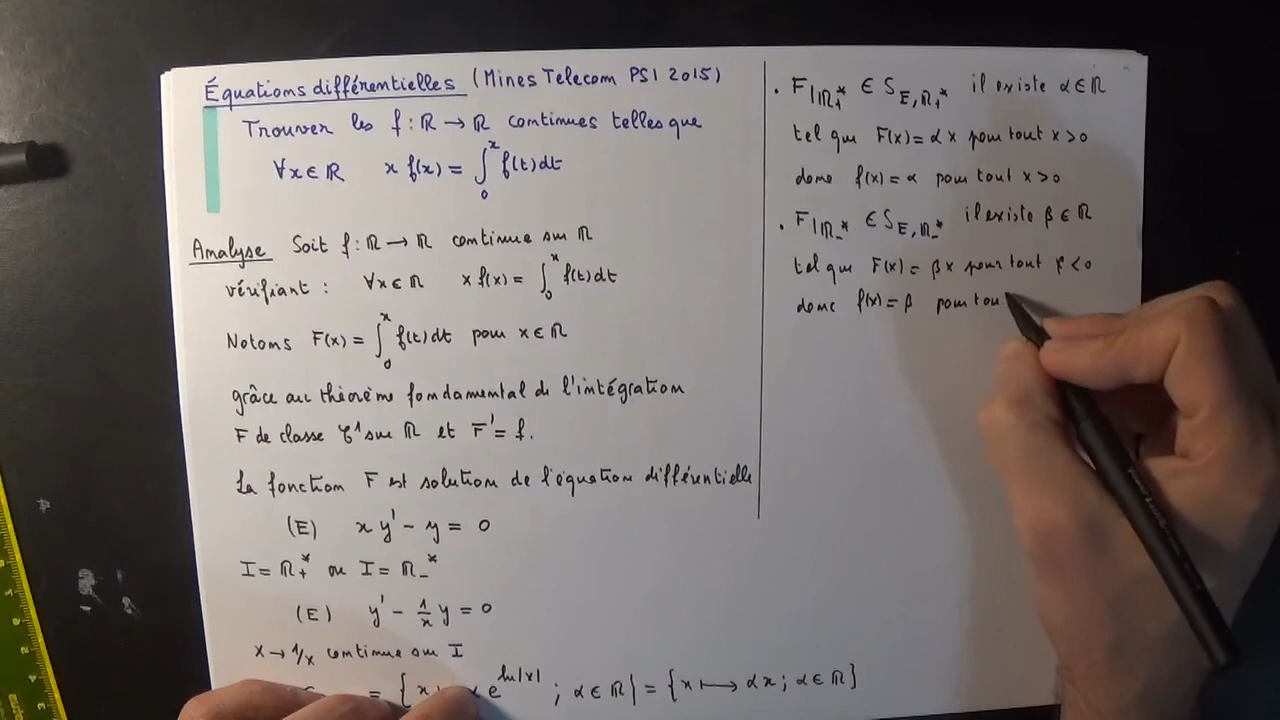 Équations différentielles (Mines Telecom PSI 2015)
Trouver les f : ℝ → ℝ continues telles que
∀x ∈ ℝ x f(x) = ∫₀ˣ f(t)dt
Analyse Soit f : ℝ → ℝ continue sur ℝ
vérifiant : ∀x ∈ ℝ x f(x) = ∫₀ˣ f(t)dt
Notons F(x) = ∫₀ˣ f(t)dt pour x ∈ ℝ
grâce au théorème fondamental de l'intégration
F de classe C¹ sur ℝ et F' = f.
La fonction F est solution de l'équation différentielle
(E) x y' - y = 0
I = ℝ₊* ou I = ℝ₋*
(E) y' - 1/x y = 0
x → 1/x continue sur I
= { x e^{ln|x|} ; α ∈ ℝ } = { x ⟼ αx ; α ∈ ℝ }
. F|ℝ₊* ∈ S_{E,ℝ₊*} il existe α ∈ ℝ
tel que F(x) = αx pour tout x > 0
donc f(x) = α pour tout x > 0
. F|ℝ₋* ∈ S_{E,ℝ₋*} il existe β ∈ ℝ
tel que F(x) = βx pour tout < 0
donc f(x) = β pour tou